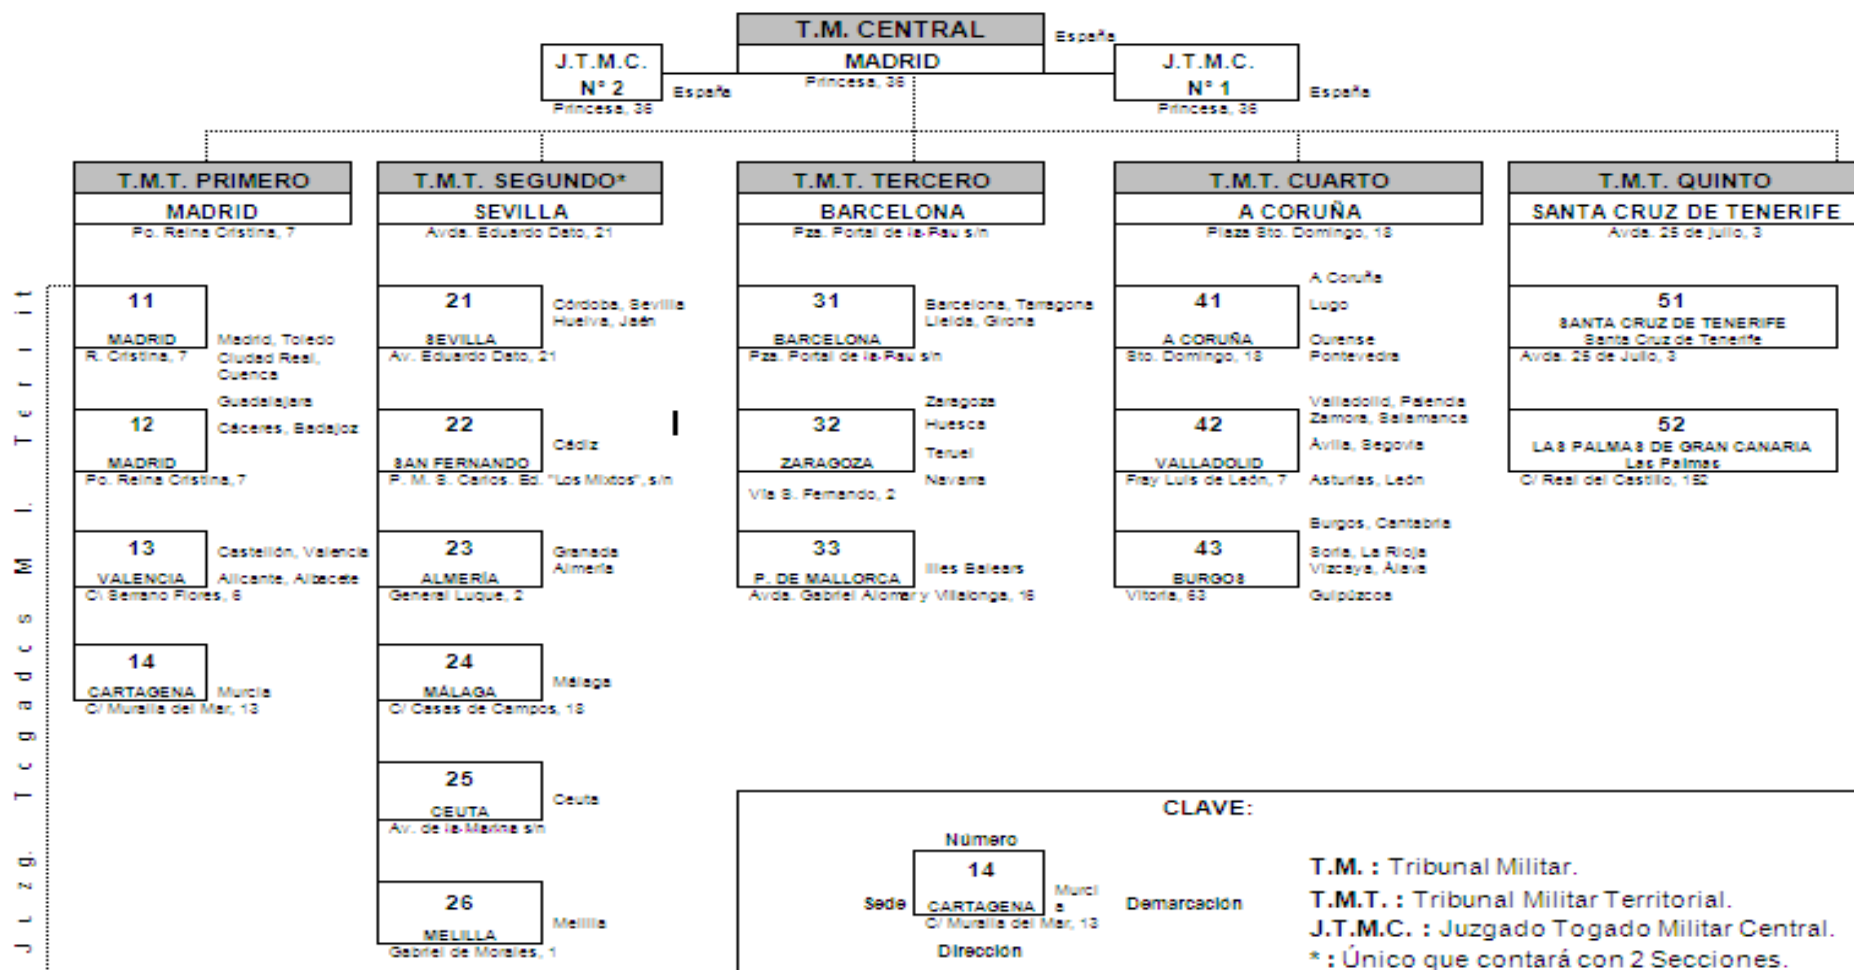 T.M. CENTRAL
España
MADRID
Princesa, 36
J.T.M.C.
Nº 2
España
Princesa, 36
J.T.M.C.
Nº 1
España
Princesa, 36
T.M.T. PRIMERO
MADRID
Po. Reina Cristina, 7
11
MADRID
R. Cristina, 7
Madrid, Toledo
Ciudad Real,
Cuenca
Guadalajara
12
MADRID
Po. Reina Cristina, 7
Cáceres, Badajoz
13
VALENCIA
C\ Serrano Flores, 6
Castellón, Valencia
Alicante, Albacete
14
CARTAGENA
C/ Muralla del Mar, 13
Murcia
T.M.T. SEGUNDO*
SEVILLA
Avda. Eduardo Dato, 21
21
SEVILLA
Av. Eduardo Dato, 21
Córdoba, Sevilla
Huelva, Jaén
22
SAN FERNANDO
P. M. S. Carlos. Ed. "Los Mixtos", s/n
Cádiz
23
ALMERÍA
General Luque, 2
Granada
Almería
24
MÁLAGA
C/ Casas de Campos, 18
Málaga
25
CEUTA
Av. de la Marina s/n
Ceuta
26
MELILLA
Gabriel de Morales, 1
Melilla
T.M.T. TERCERO
BARCELONA
Pza. Portal de la Pau s/n
31
BARCELONA
Pza. Portal de la Pau s/n
Barcelona, Tarragona
Lleida, Girona
32
ZARAGOZA
Vía S. Fernando, 2
Zaragoza
Huesca
Teruel
Navarra
33
P. DE MALLORCA
Avda. Gabriel Alomar y Villalonga, 16
Illes Balears
T.M.T. CUARTO
A CORUÑA
Plaza Sto. Domingo, 18
41
A CORUÑA
Sto. Domingo, 18
A Coruña
Lugo
Ourense
Pontevedra
42
VALLADOLID
Fray Luis de León, 7
Valladolid, Palencia
Zamora, Salamanca
Ávila, Segovia
Asturias, León
43
BURGOS
Vitoria, 63
Burgos, Cantabria
Soria, La Rioja
Vizcaya, Álava
Guipúzcoa
T.M.T. QUINTO
SANTA CRUZ DE TENERIFE
Avda. 25 de julio, 3
51
SANTA CRUZ DE TENERIFE
Santa Cruz de Tenerife
Avda. 25 de Julio, 3
52
LAS PALMAS DE GRAN CANARIA
Las Palmas
C/ Real del Castillo, 152
CLAVE:
Número
14
Sede
CARTAGENA
Murci
a
Demarcación
C/ Muralla del Mar, 13
Dirección
T.M. : Tribunal Militar.
T.M.T. : Tribunal Militar Territorial.
J.T.M.C. : Juzgado Togado Militar Central.
* : Único que contará con 2 Secciones.